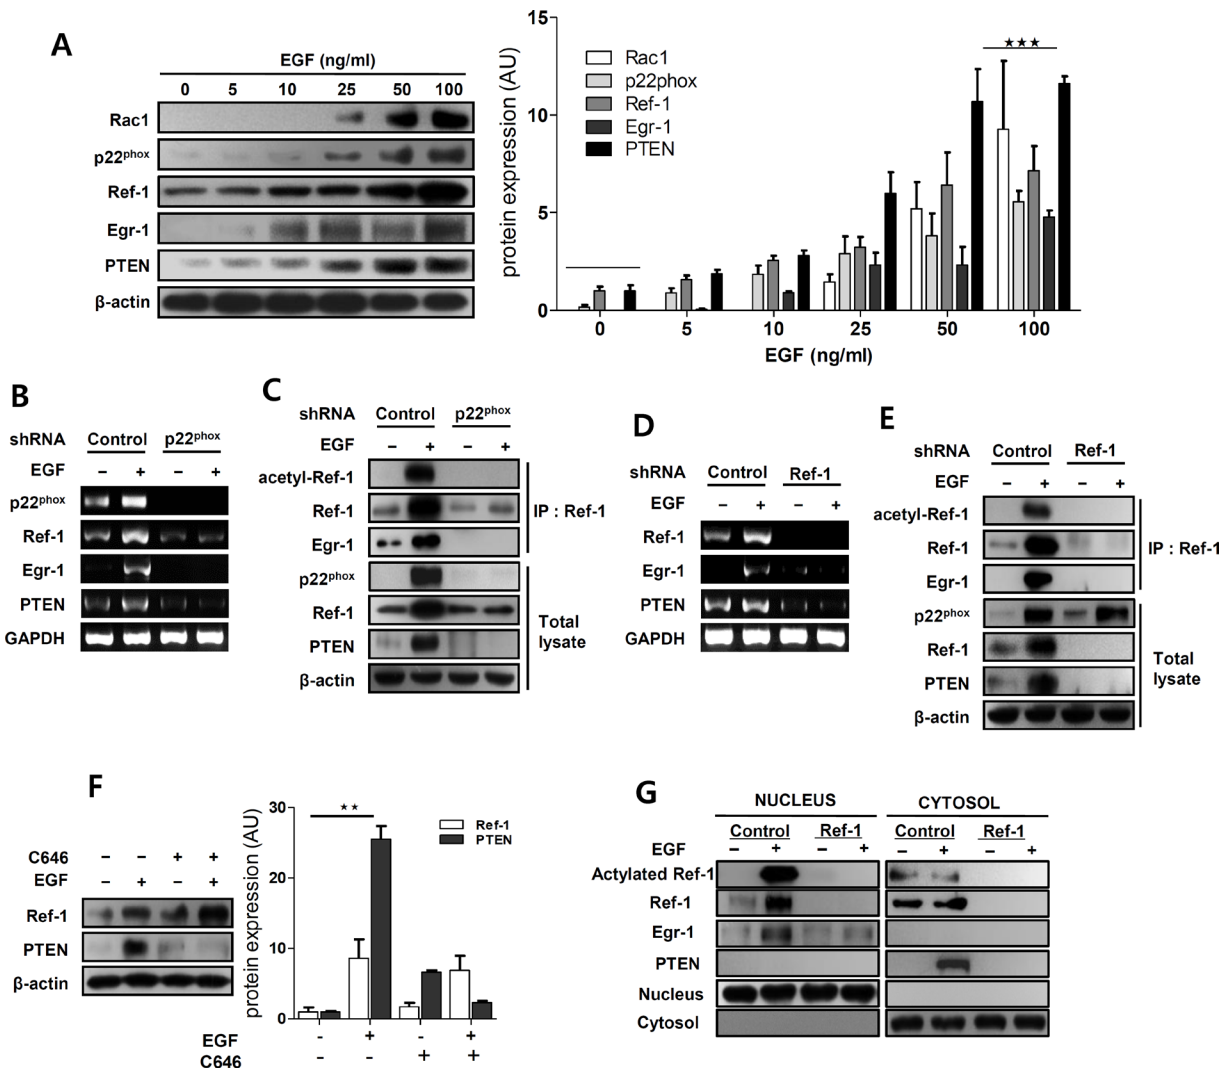 A
EGF (ng/ml)
0 5 10 25 50 100
Rac1
p22phox
Ref-1
Egr-1
PTEN
β-actin
protein expression (AU)
15
10
5
0
Rac1
p22phox
Ref-1
Egr-1
PTEN
★★★
0 5 10 25 50 100
EGF (ng/ml)
B
shRNA Control p22phox
EGF − + − +
p22phox
Ref-1
Egr-1
PTEN
GAPDH
C
shRNA Control p22phox
EGF − + − +
acetyl-Ref-1
Ref-1
Egr-1
IP : Ref-1
p22phox
Ref-1
PTEN
β-actin
Total
lysate
D
shRNA Control Ref-1
EGF − + − +
Ref-1
Egr-1
PTEN
GAPDH
E
shRNA Control Ref-1
EGF − + − +
acetyl-Ref-1
Ref-1
Egr-1
IP : Ref-1
p22phox
Ref-1
PTEN
β-actin
Total
lysate
F
C646 − − + +
EGF − + − +
Ref-1
PTEN
β-actin
protein expression (AU)
30
20
10
0
★★
Ref-1
PTEN
EGF - + - +
C646 - - + +
G
NUCLEUS CYTOSOL
Control Ref-1 Control Ref-1
EGF − + − + − + − +
Actylated Ref-1
Ref-1
Egr-1
PTEN
Nucleus
Cytosol